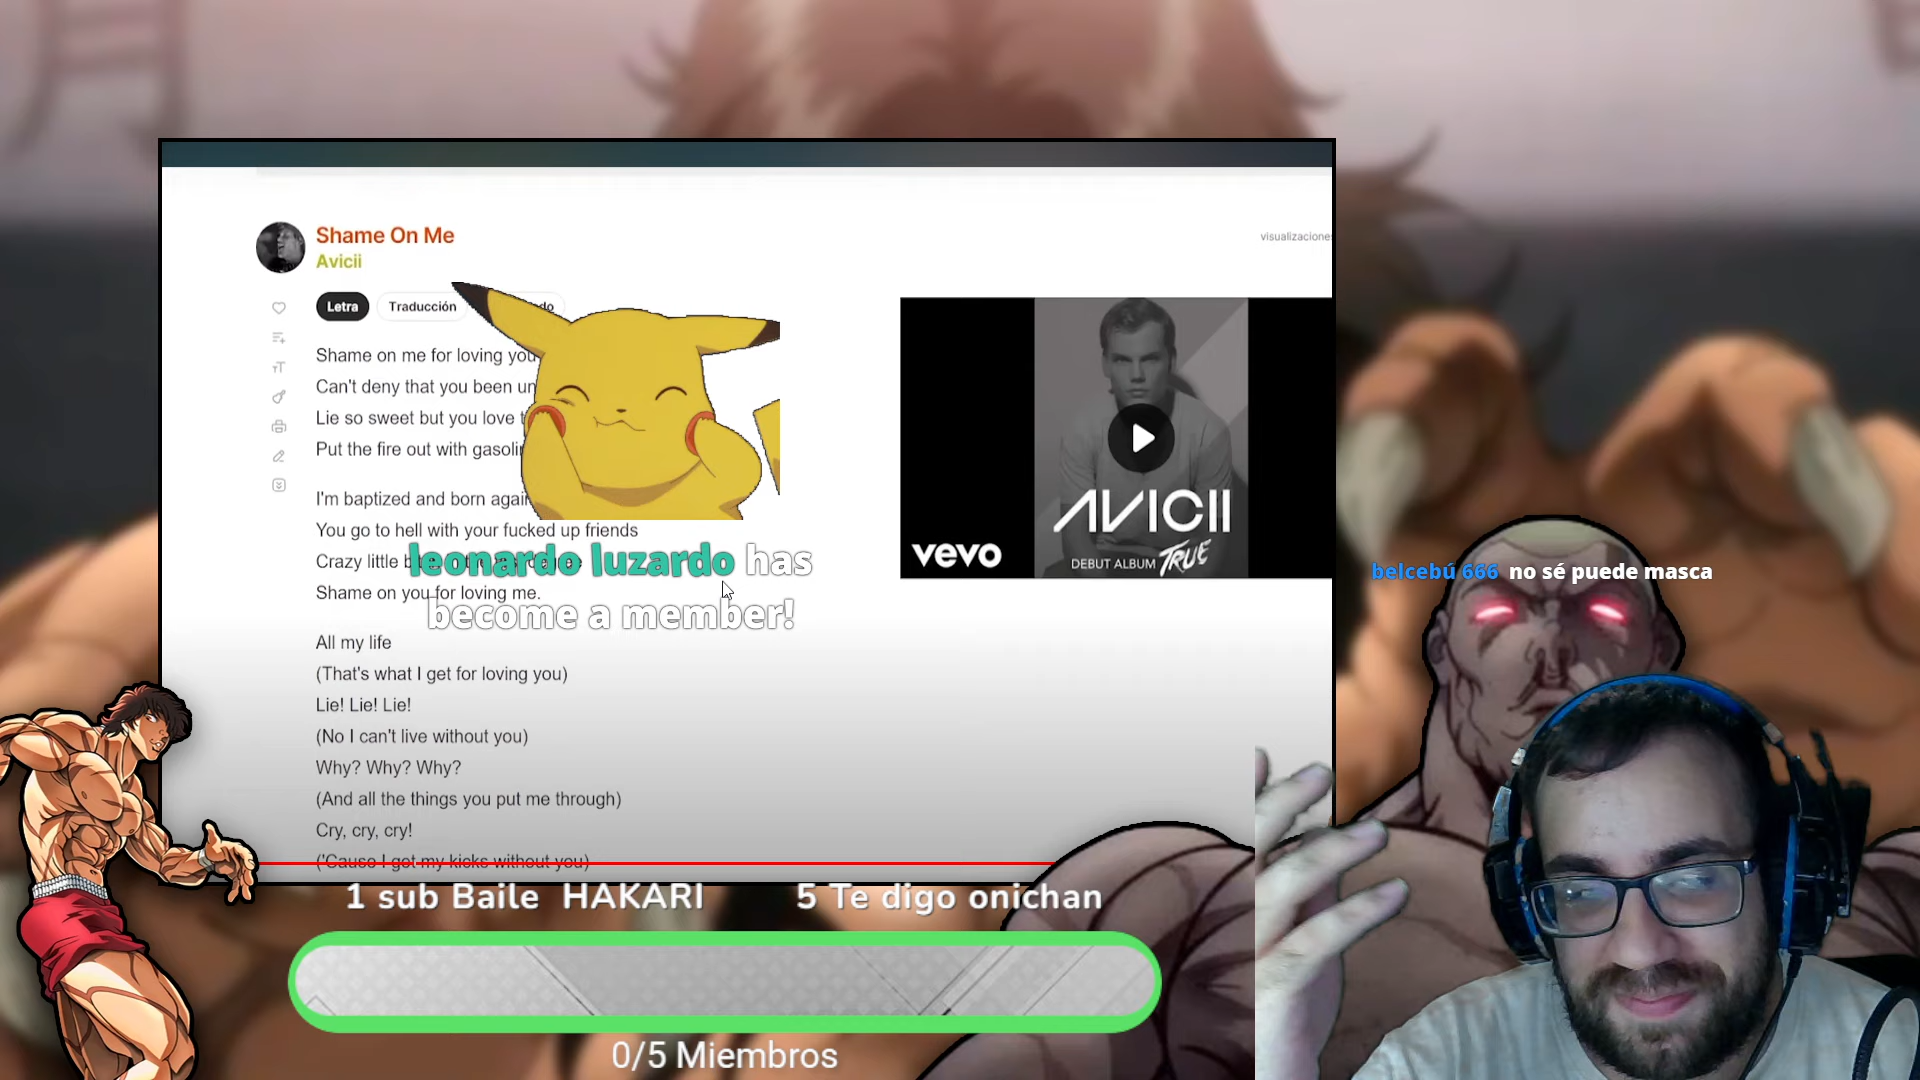 Shame On Me
Avicii
visualizacione
Letra
Traducción
do
Shame on me for loving you
Can't deny that you been un
Lie so sweet but you love t
Put the fire out with gasoli
I'm baptized and born agai
You go to hell with your fucked up friends
Crazy little b
leonardo luzardo has
Shame on you for loving me.
become a member!
All my life
(That's what I get for loving you)
Lie! Lie! Lie!
(No I can't live without you)
Why? Why? Why?
(And all the things you put me through)
Cry, cry, cry!
('Cause I get my kicks without you)
AVICII
vevo
DEBUT ALBUM TRUE
belcebú 666 no sé puede masca
1 sub Baile HAKARI
5 Te digo onichan
0/5 Miembros